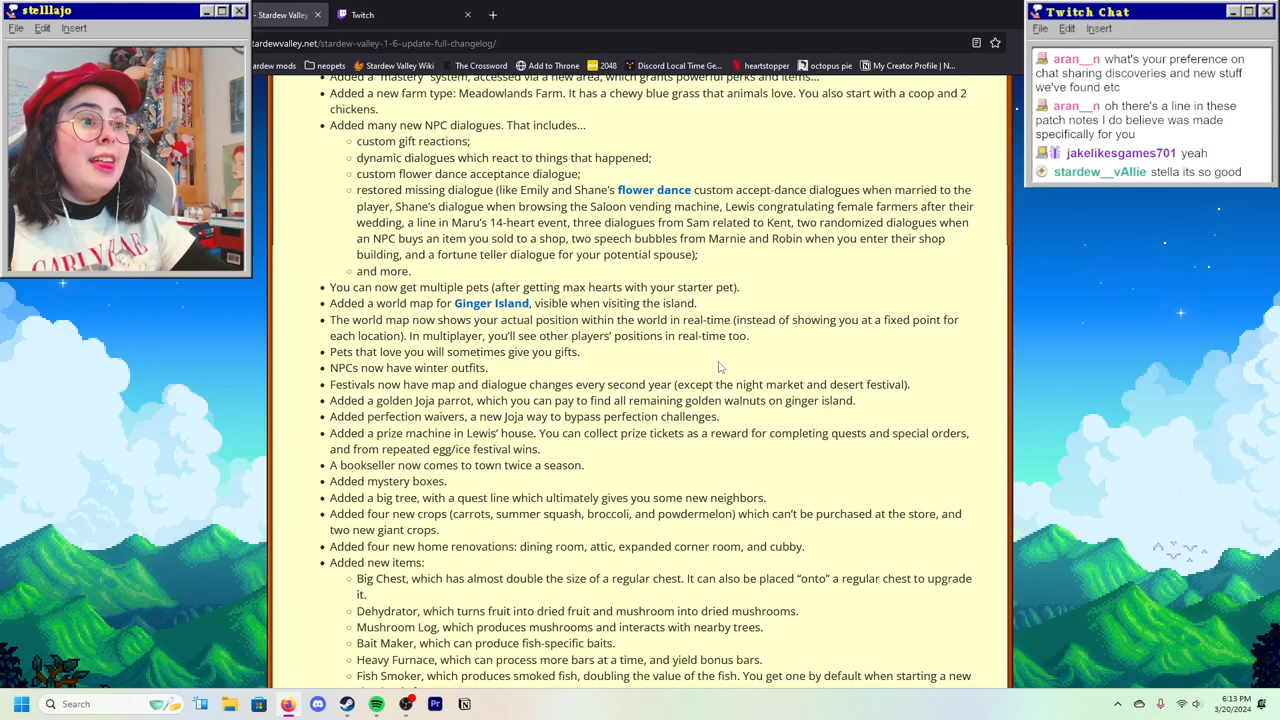 stelllajo
File Edit Insert
- Stardew Valley ×
Twitch ×
tardewvalley.net/stardew-valley-1-6-update-full-changelog/
rdew mods
Stardew Valley Wiki
The Crossword
Add to Throne
2048
Discord Local Time Ge...
heartstopper
octopus pie
My Creator Profile | N...
Added a "mastery" system, accessed via a new area, which grants powerful perks and items...
Added a new farm type: Meadowlands Farm. It has a chewy blue grass that animals love. You also start with a coop and 2
chickens.
Added many new NPC dialogues. That includes...
custom gift reactions;
dynamic dialogues which react to things that happened;
custom flower dance acceptance dialogue;
restored missing dialogue (like Emily and Shane's flower dance custom accept-dance dialogues when married to the
player, Shane's dialogue when browsing the Saloon vending machine, Lewis congratulating female farmers after their
wedding, a line in Maru's 14-heart event, three dialogues from Sam related to Kent, two randomized dialogues when
an NPC buys an item you sold to a shop, two speech bubbles from Marnie and Robin when you enter their shop
building, and a fortune teller dialogue for your potential spouse);
and more.
You can now get multiple pets (after getting max hearts with your starter pet).
Added a world map for Ginger Island, visible when visiting the island.
The world map now shows your actual position within the world in real-time (instead of showing you at a fixed point for
each location). In multiplayer, you'll see other players' positions in real-time too.
Pets that love you will sometimes give you gifts.
NPCs now have winter outfits.
Festivals now have map and dialogue changes every second year (except the night market and desert festival).
Added a golden Joja parrot, which you can pay to find all remaining golden walnuts on ginger island.
Added perfection waivers, a new Joja way to bypass perfection challenges.
Added a prize machine in Lewis' house. You can collect prize tickets as a reward for completing quests and special orders,
and from repeated egg/ice festival wins.
A bookseller now comes to town twice a season.
Added mystery boxes.
Added a big tree, with a quest line which ultimately gives you some new neighbors.
Added four new crops (carrots, summer squash, broccoli, and powdermelon) which can't be purchased at the store, and
two new giant crops.
Added four new home renovations: dining room, attic, expanded corner room, and cubby.
Added new items:
Big Chest, which has almost double the size of a regular chest. It can also be placed "onto" a regular chest to upgrade
it.
Dehydrator, which turns fruit into dried fruit and mushroom into dried mushrooms.
Mushroom Log, which produces mushrooms and interacts with nearby trees.
Bait Maker, which can produce fish-specific baits.
Heavy Furnace, which can process more bars at a time, and yield bonus bars.
Fish Smoker, which produces smoked fish, doubling the value of the fish. You get one by default when starting a new
Twitch Chat
File Edit Insert
aran__n what's your preference on
chat sharing discoveries and new stuff
we've found etc
aran__n oh there's a line in these
patch notes I do believe was made
specifically for you
jakelikesgames701 yeah
stardew__vAllie stella its so good
CARLY RAE
Search
6:13 PM
3/20/2024